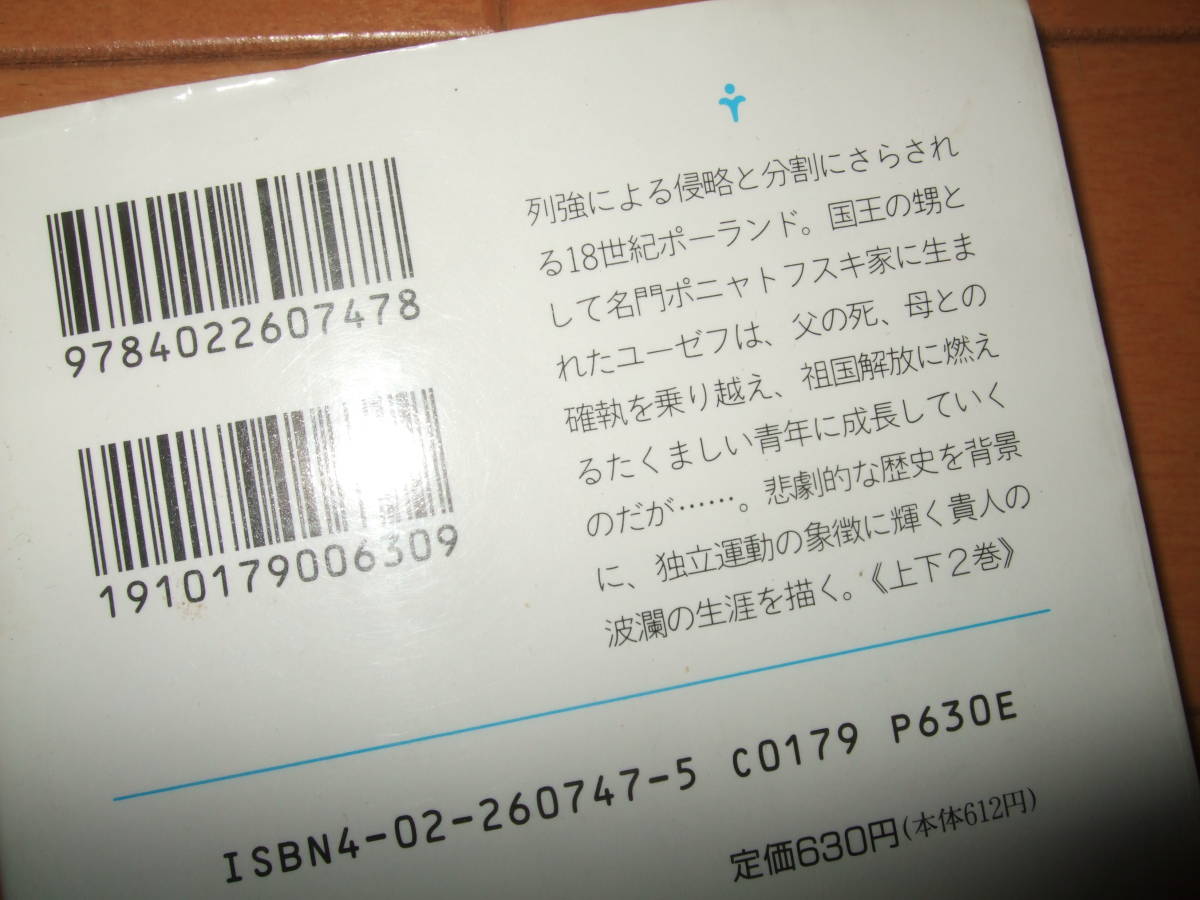 9784022607478
1910179006309
列強による侵略と分割にさらされ
る18世紀ポーランド。国王の甥と
して名門ポニャトフスキ家に生ま
れたユーゼフは、父の死、母との
確執を乗り越え、祖国解放に燃え
るたくましい青年に成長していく
のだが……。悲劇的な歴史を背景
に、独立運動の象徴に輝く貴人の
波瀾の生涯を描く。《上下2巻》
ISBN4-02-260747-5 C0179 P630E
定価630円(本体612円)